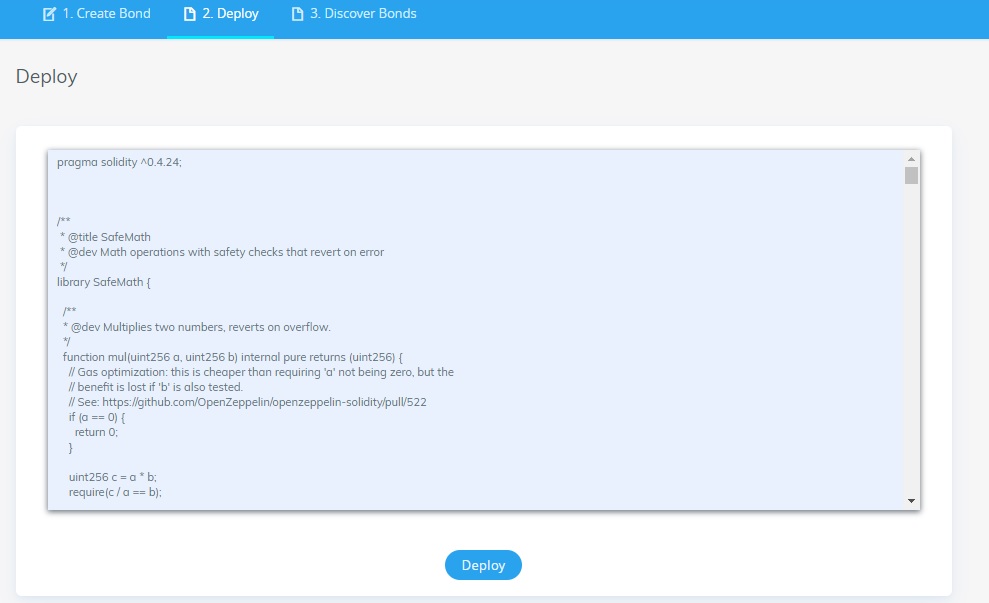 1. Create Bond 2. Deploy 3. Discover Bonds
Deploy
pragma solidity ^0.4.24;
/**
* @title SafeMath
* @dev Math operations with safety checks that revert on error
*/
library SafeMath {
/**
* @dev Multiplies two numbers, reverts on overflow.
*/
function mul(uint256 a, uint256 b) internal pure returns (uint256) {
// Gas optimization: this is cheaper than requiring 'a' not being zero, but the
// benefit is lost if 'b' is also tested.
// See: https://github.com/OpenZeppelin/openzeppelin-solidity/pull/522
if (a == 0) {
return 0;
}
uint256 c = a * b;
require(c / a == b);
Deploy